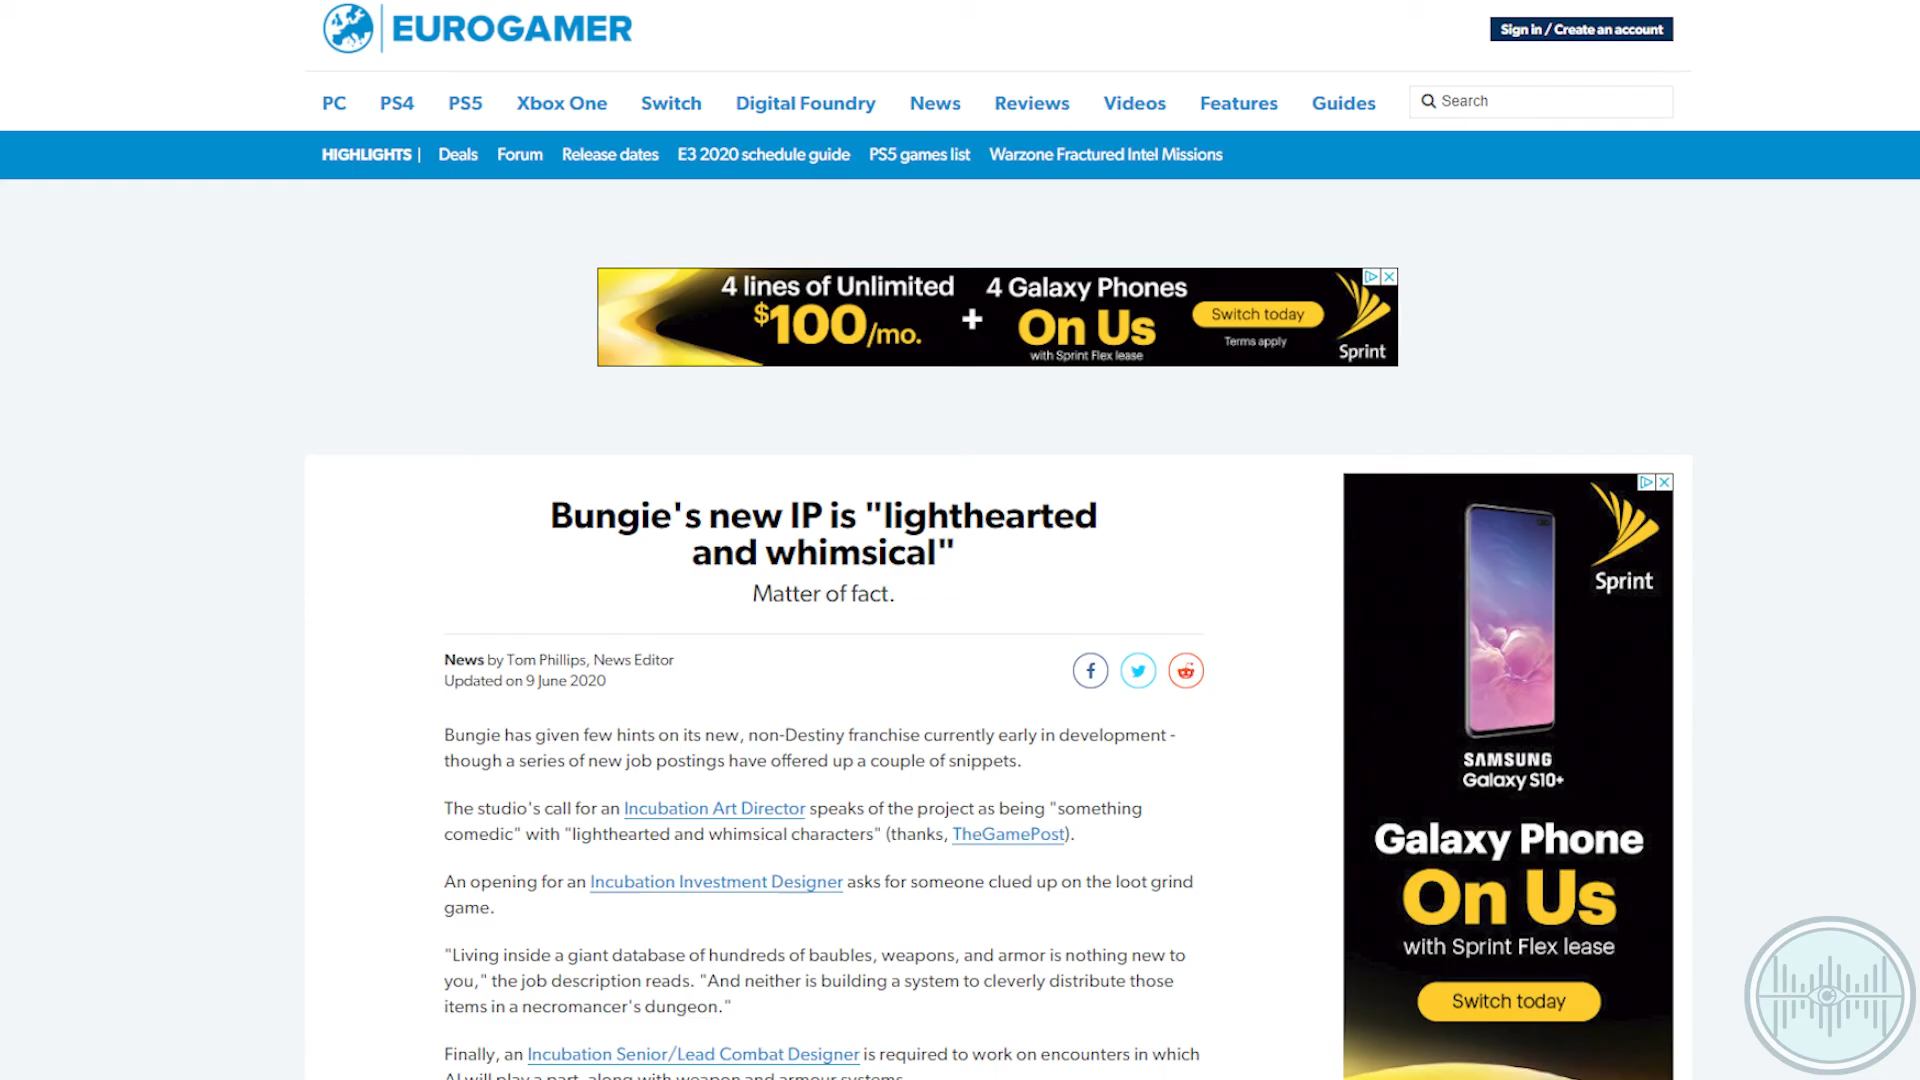 EUROGAMER
Sign in / Create an account
PC PS4 PS5 Xbox One Switch Digital Foundry News Reviews Videos Features Guides Search
HIGHLIGHTS | Deals Forum Release dates E3 2020 schedule guide PS5 games list Warzone Fractured Intel Missions
4 lines of Unlimited
$100/mo.
+
4 Galaxy Phones
On Us
with Sprint Flex lease
Switch today
Terms apply
Sprint
Bungie's new IP is "lighthearted
and whimsical"
Matter of fact.
News by Tom Phillips, News Editor
Updated on 9 June 2020
Bungie has given few hints on its new, non-Destiny franchise currently early in development -
though a series of new job postings have offered up a couple of snippets.
The studio's call for an Incubation Art Director speaks of the project as being "something
comedic" with "lighthearted and whimsical characters" (thanks, TheGamePost).
An opening for an Incubation Investment Designer asks for someone clued up on the loot grind
game.
"Living inside a giant database of hundreds of baubles, weapons, and armor is nothing new to
you," the job description reads. "And neither is building a system to cleverly distribute those
items in a necromancer's dungeon."
Finally, an Incubation Senior/Lead Combat Designer is required to work on encounters in which
AI will play a part, along with weapon and armour systems.
Sprint
SAMSUNG
Galaxy S10+
Galaxy Phone
On Us
with Sprint Flex lease
Switch today